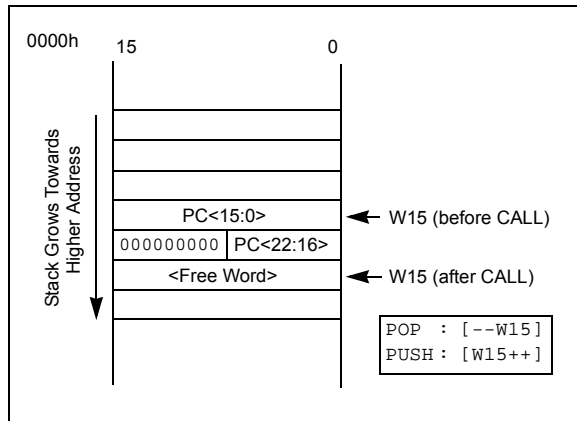 0000h
15 0
Stack Grows Towards
Higher Address
PC<15:0>
W15 (before CALL)
000000000 PC<22:16>
<Free Word>
W15 (after CALL)
POP : [--W15]
PUSH : [W15++]